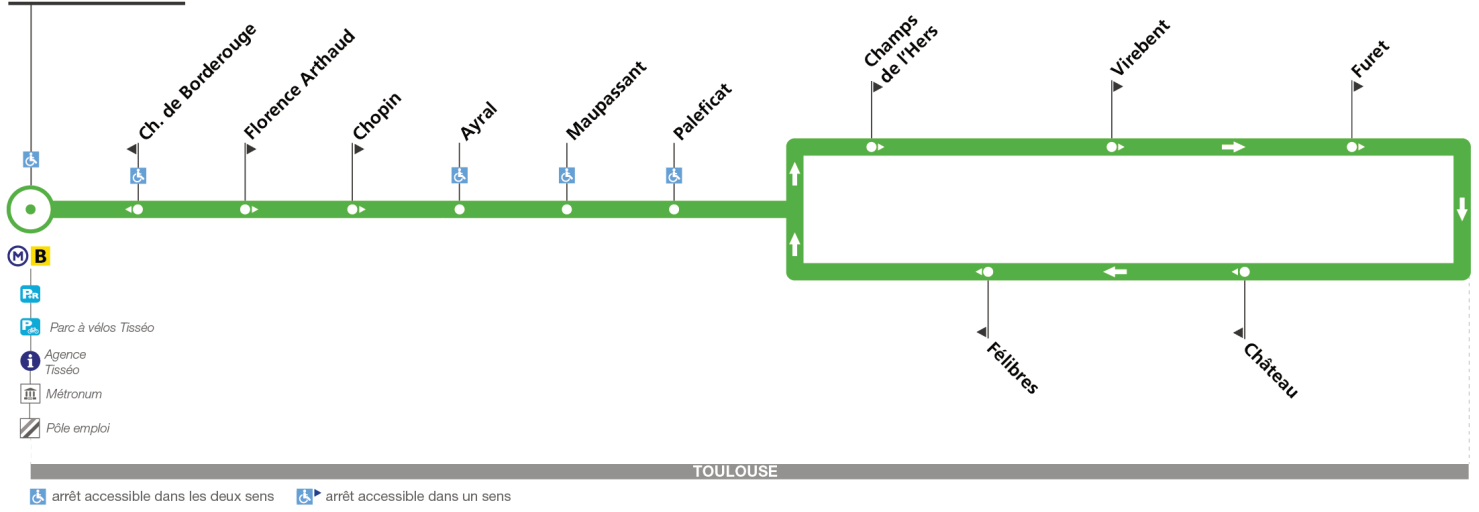 Ch. de Borderouge
Florence Arthaud
Chopin
Ayral
Maupassant
Paleficat
Champs
de l'Hers
Virebent
Furet
M B
P+R
P Parc à vélos Tisséo
i Agence
Tisséo
Métronum
Pôle emploi
Félibres
Château
TOULOUSE
arrêt accessible dans les deux sens
arrêt accessible dans un sens